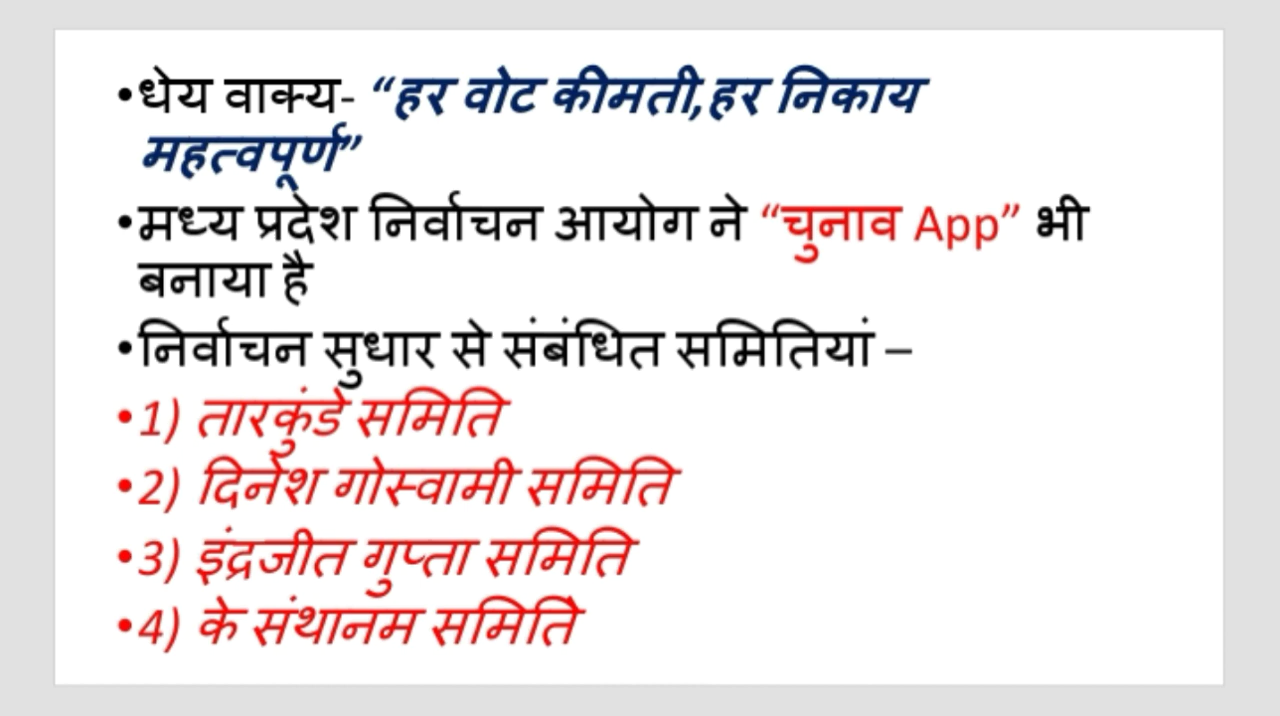 •धेय वाक्य- “हर वोट कीमती,हर निकाय
महत्वपूर्ण”
•मध्य प्रदेश निर्वाचन आयोग ने “चुनाव App” भी
बनाया है
•निर्वाचन सुधार से संबंधित समितियां –
•1) तारकुंडे समिति
•2) दिनेश गोस्वामी समिति
•3) इंद्रजीत गुप्ता समिति
•4) के संथानम समितिे